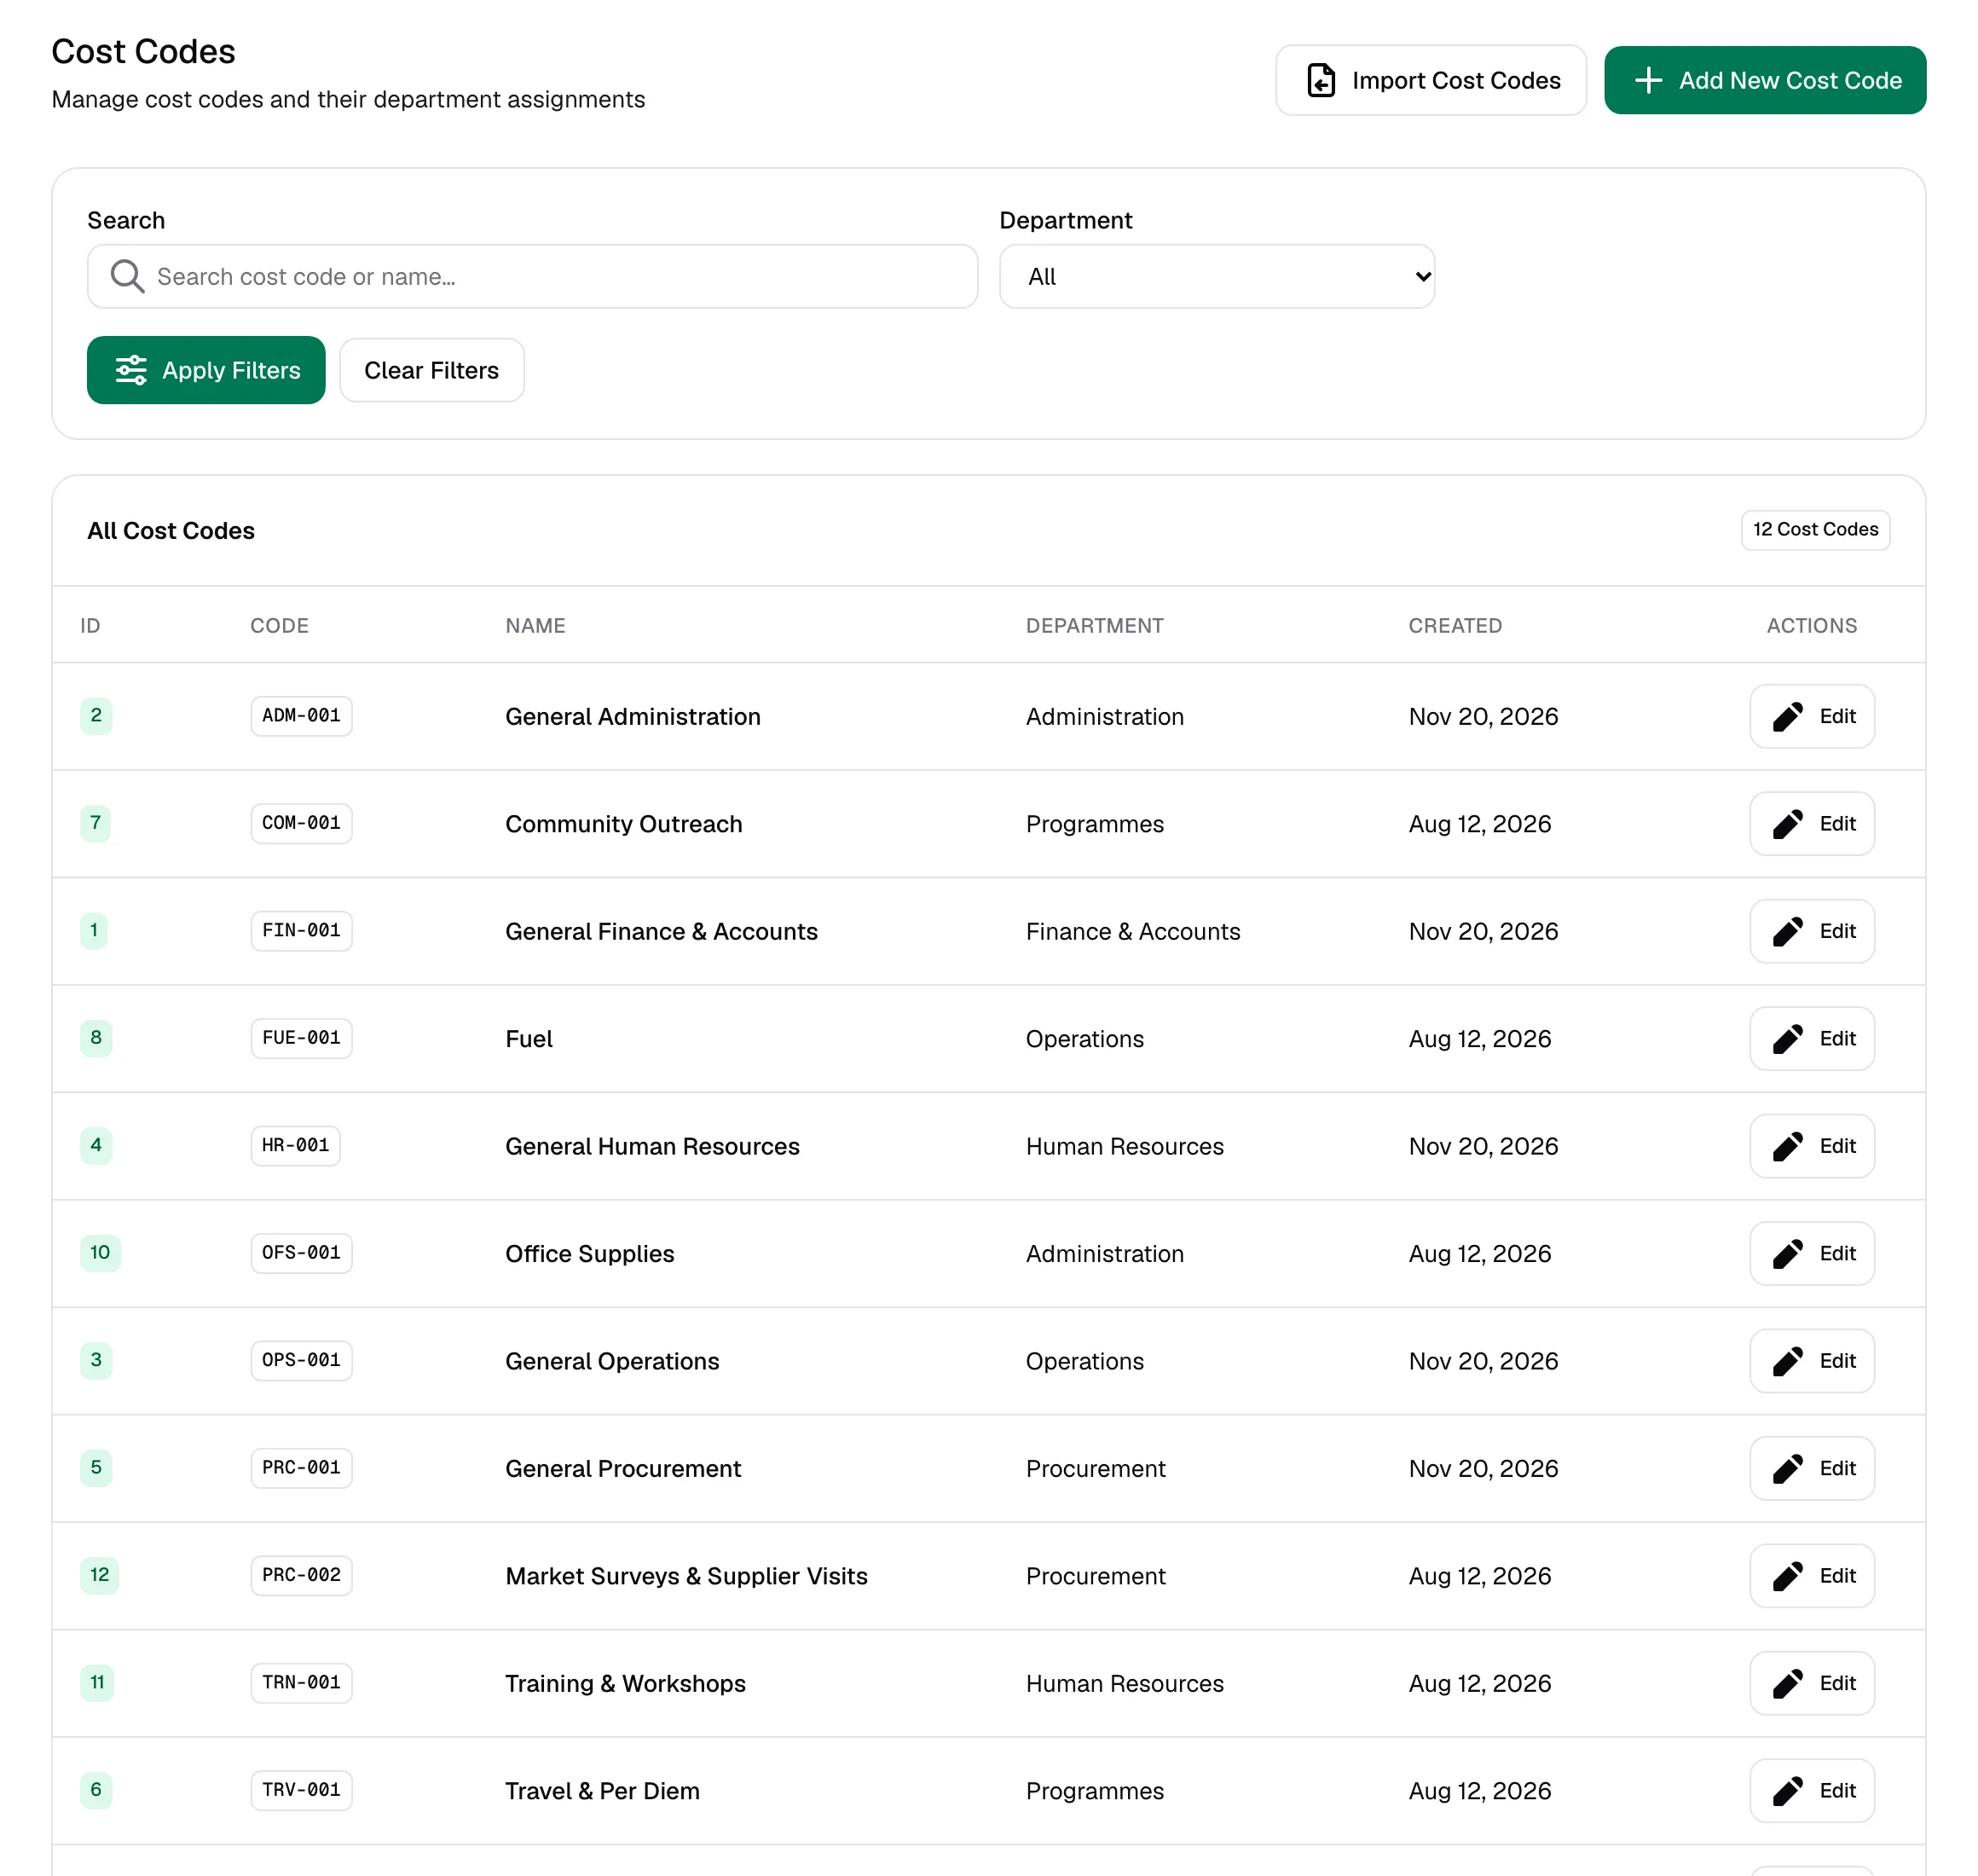 Cost Codes
Manage cost codes and their department assignments
Import Cost Codes
Add New Cost Code
Search
Department
Search cost code or name...
All
Apply Filters
Clear Filters
All Cost Codes
12 Cost Codes
ID CODE NAME DEPARTMENT CREATED ACTIONS
2 ADM-001 General Administration Administration Nov 20, 2026 Edit
7 COM-001 Community Outreach Programmes Aug 12, 2026 Edit
1 FIN-001 General Finance & Accounts Finance & Accounts Nov 20, 2026 Edit
8 FUE-001 Fuel Operations Aug 12, 2026 Edit
4 HR-001 General Human Resources Human Resources Nov 20, 2026 Edit
10 OFS-001 Office Supplies Administration Aug 12, 2026 Edit
3 OPS-001 General Operations Operations Nov 20, 2026 Edit
5 PRC-001 General Procurement Procurement Nov 20, 2026 Edit
12 PRC-002 Market Surveys & Supplier Visits Procurement Aug 12, 2026 Edit
11 TRN-001 Training & Workshops Human Resources Aug 12, 2026 Edit
6 TRV-001 Travel & Per Diem Programmes Aug 12, 2026 Edit